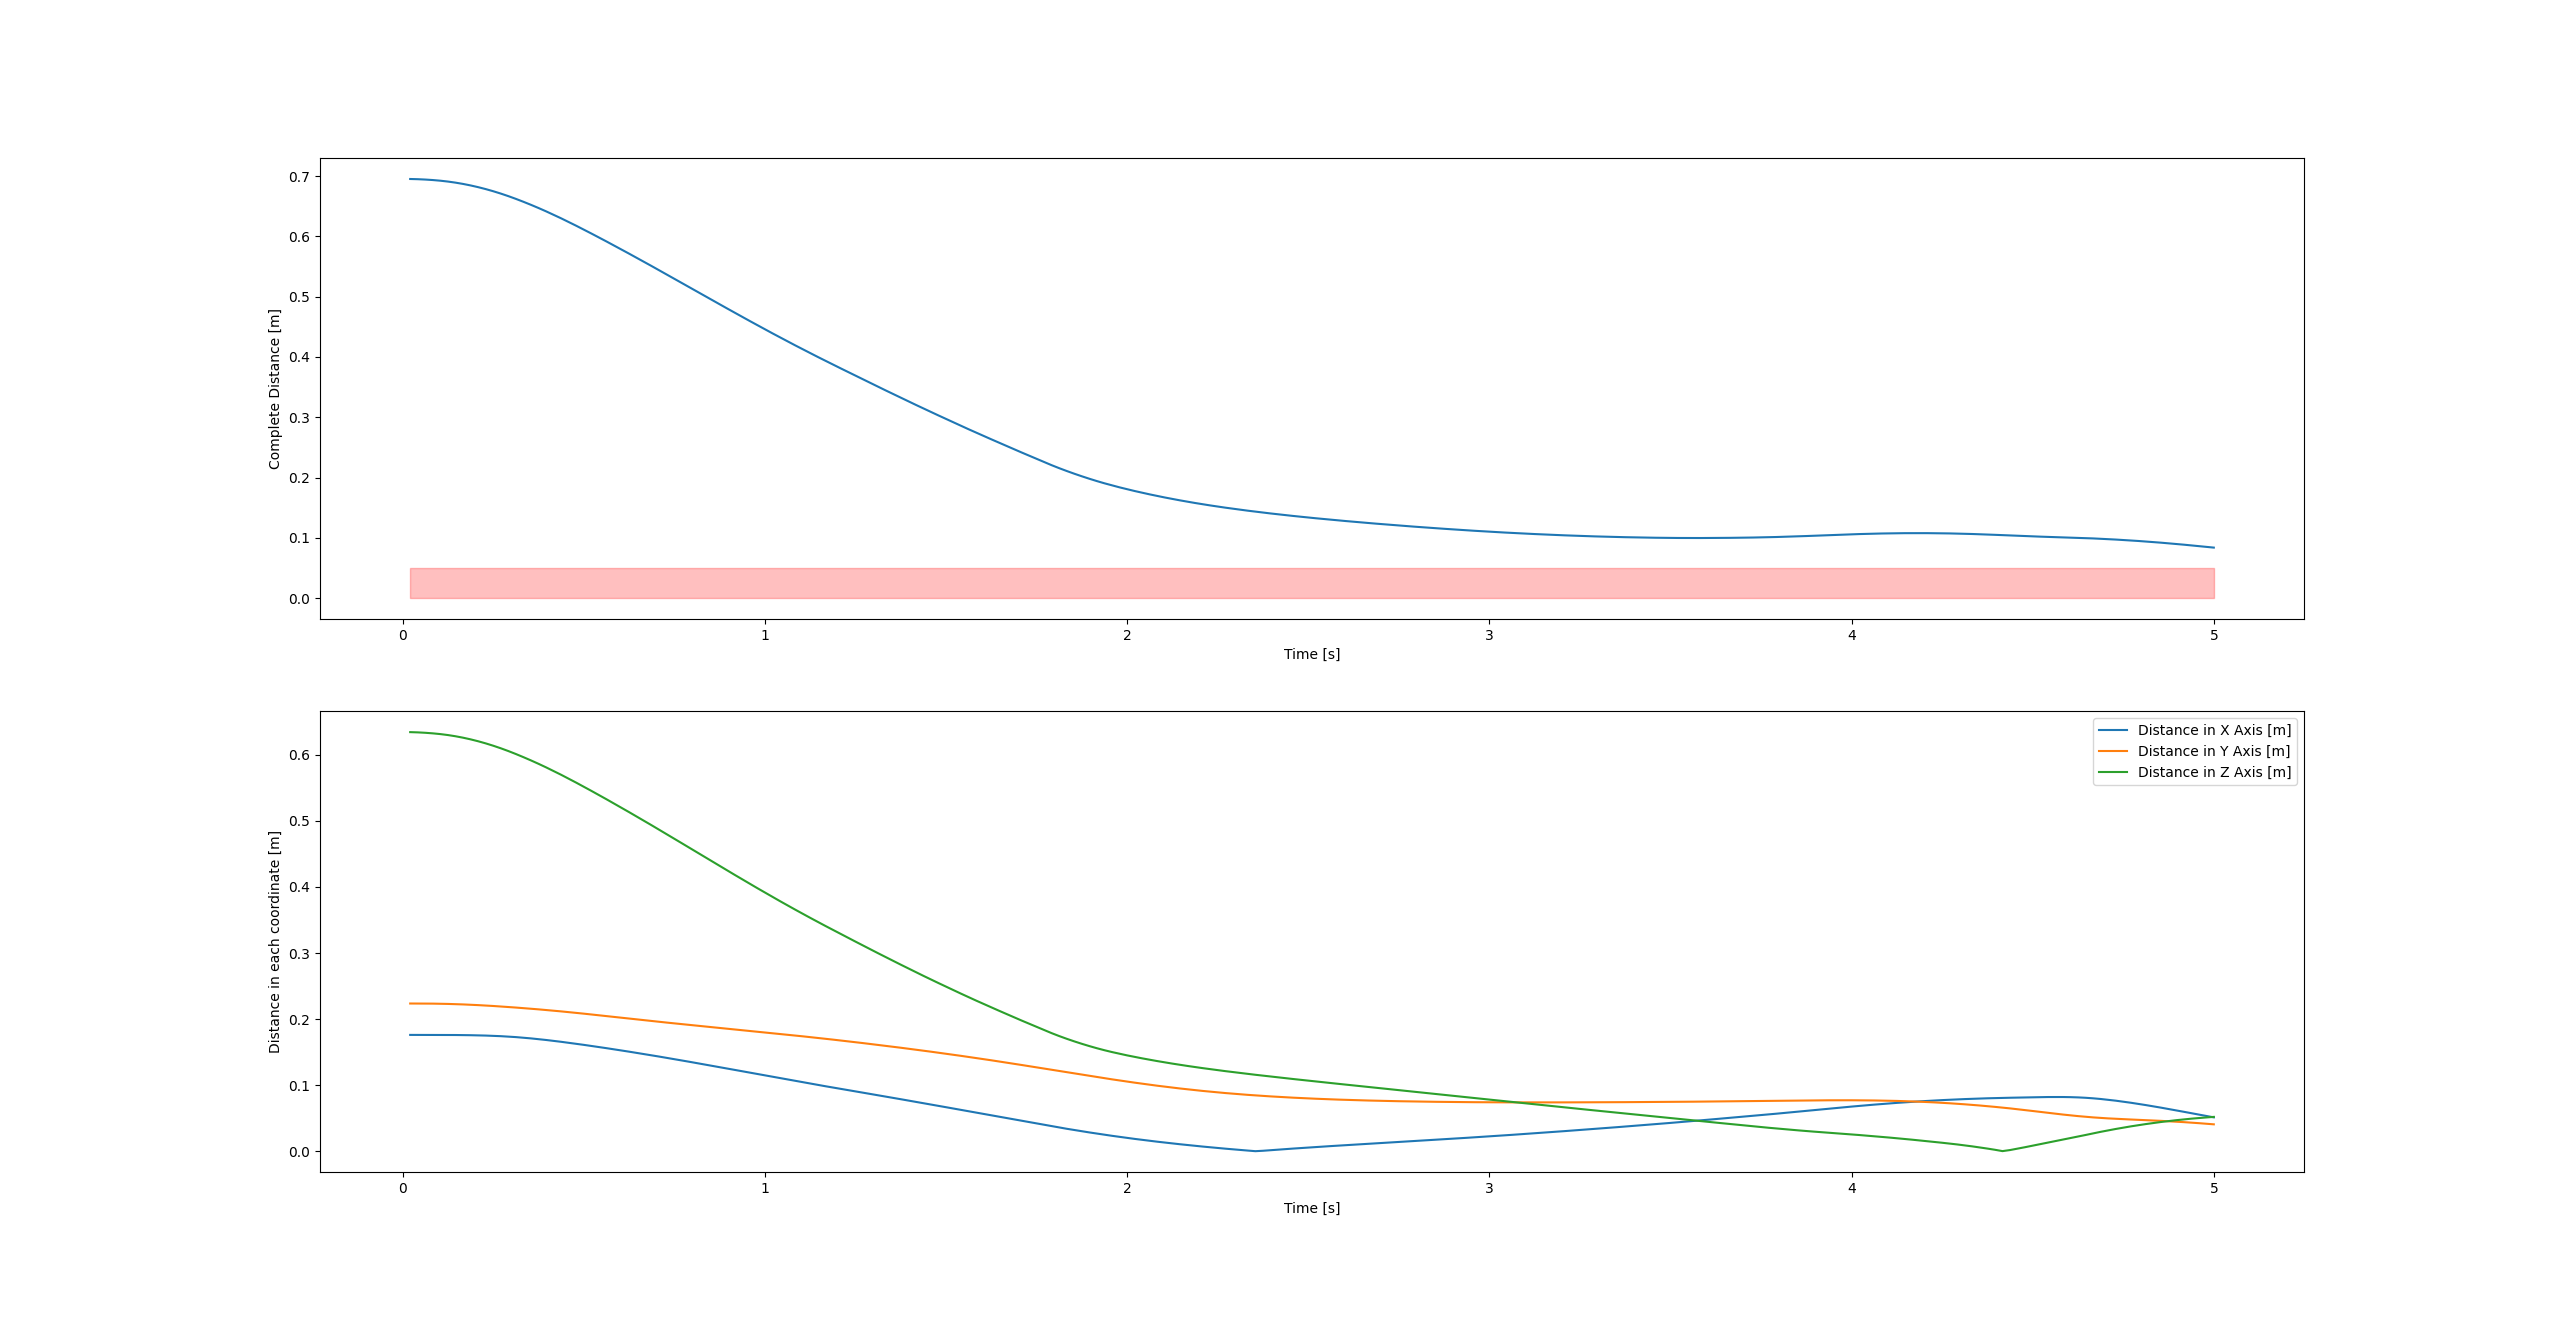 0.7
0.6
0.5
0.4
0.3
0.2
0.1
0.0
Complete Distance [m]
0 1 2 3 4 5
Time [s]
Distance in X Axis [m]
Distance in Y Axis [m]
Distance in Z Axis [m]
0.6
0.5
0.4
0.3
0.2
0.1
0.0
Distance in each coordinate [m]
0 1 2 3 4 5
Time [s]